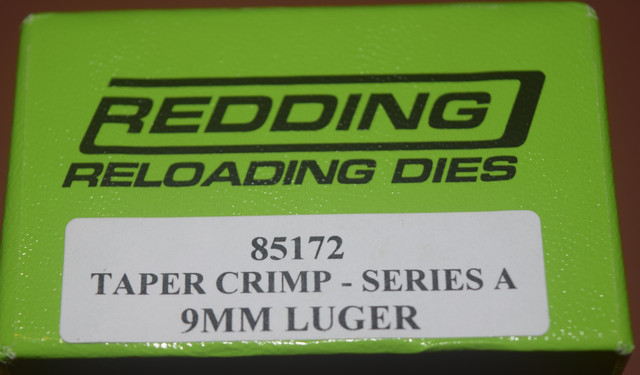 REDDING
RELOADING DIES
85172
TAPER CRIMP - SERIES A
9MM LUGER